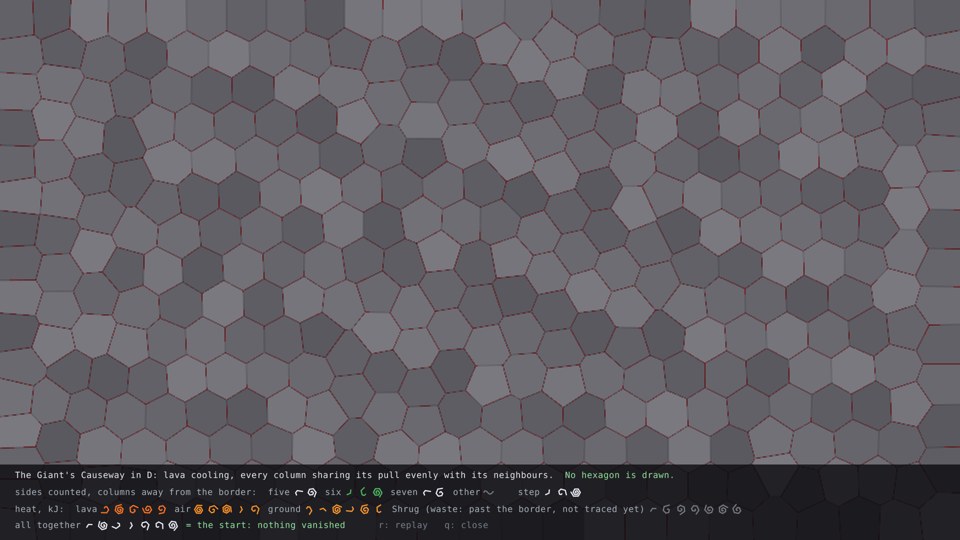 The Giant's Causeway in D: lava cooling, every column sharing its pull evenly with its neighbours. No hexagon is drawn.
sides counted, columns away from the border: five six seven other step
heat, kJ: lava air ground Shrug (waste: past the border, not traced yet)
all together = the start: nothing vanished r: replay q: close